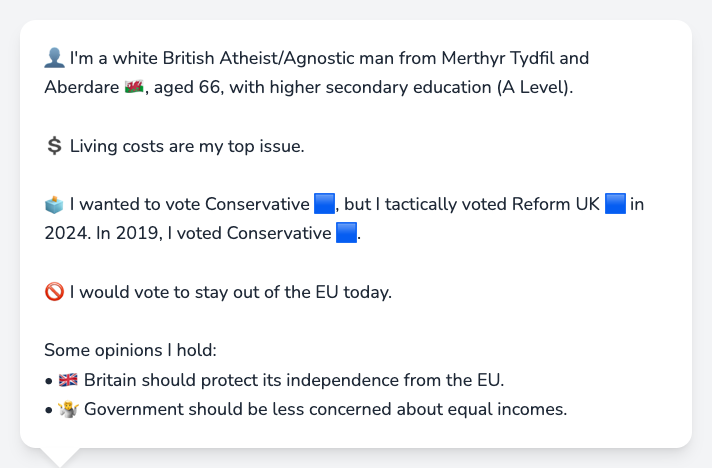 👤 I'm a white British Atheist/Agnostic man from Merthyr Tydfil and
Aberdare 🏴󠁧󠁢󠁷󠁬󠁳󠁿, aged 66, with higher secondary education (A Level).
💲 Living costs are my top issue.
🗳️ I wanted to vote Conservative 🟦, but I tactically voted Reform UK 🟦 in
2024. In 2019, I voted Conservative 🟦.
🚫 I would vote to stay out of the EU today.
Some opinions I hold:
• 🇬🇧 Britain should protect its independence from the EU.
• 🤷 Government should be less concerned about equal incomes.